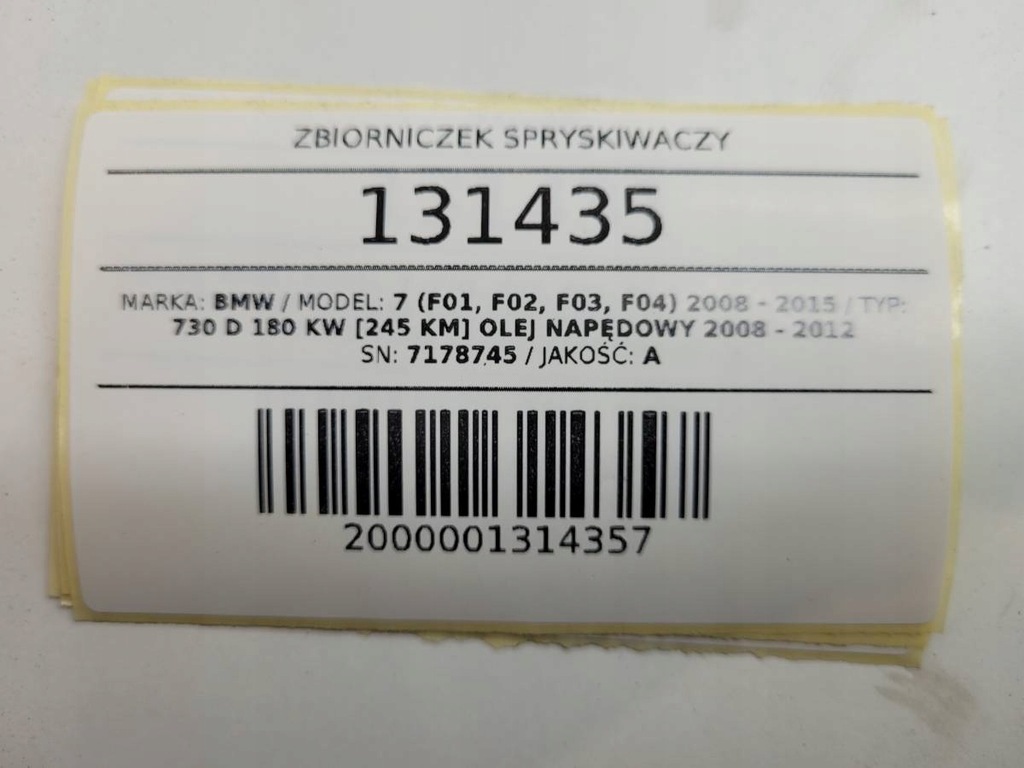 ZBIORNICZEK SPRYSKIWACZY
131435
MARKA: BMW / MODEL: 7 (F01, F02, F03, F04) 2008 - 2015 / TYP:
730 D 180 KW [245 KM] OLEJ NAPĘDOWY 2008 - 2012
SN: 7178745 / JAKOŚĆ: A
2000001314357